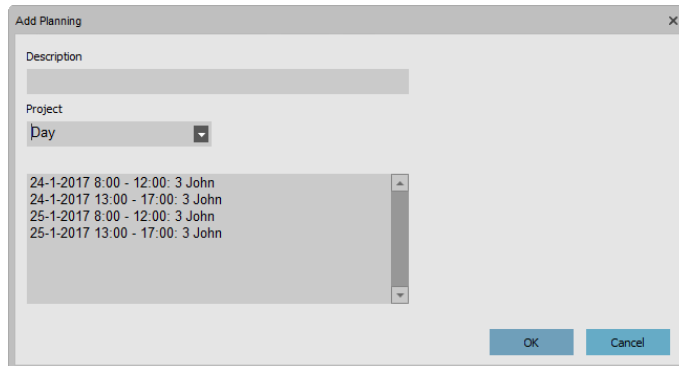 Add Planning
Description
Project
Day
24-1-2017 8:00 - 12:00: 3 John
24-1-2017 13:00 - 17:00: 3 John
25-1-2017 8:00 - 12:00: 3 John
25-1-2017 13:00 - 17:00: 3 John
OK Cancel